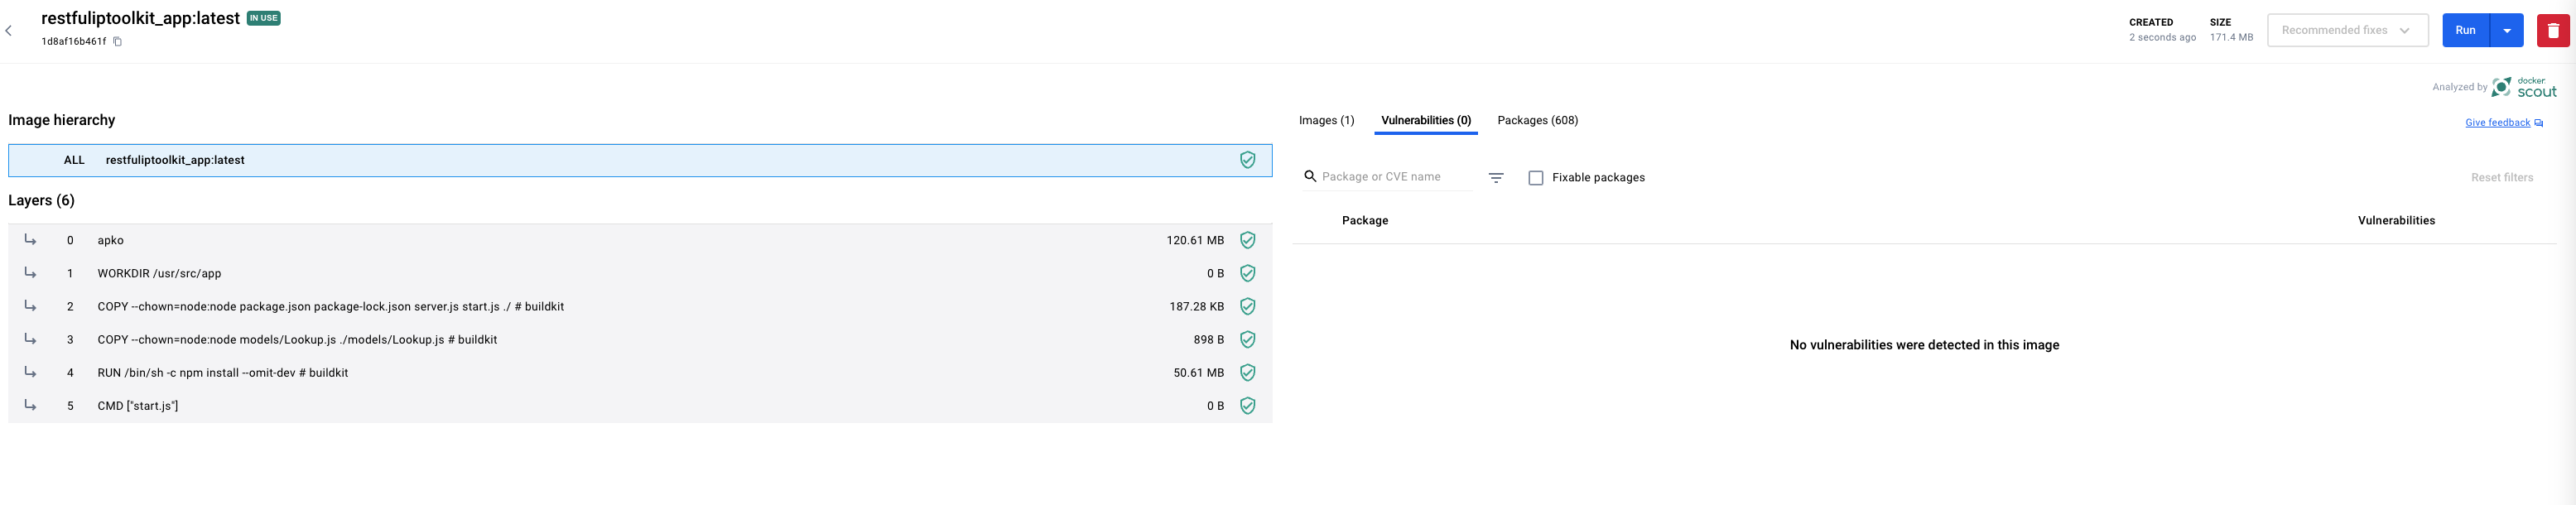 restfuliptoolkit_app:latest IN USE
1d8af16b461f
CREATED
2 seconds ago
SIZE
171.4 MB
Recommended fixes
Run
Analyzed by docker scout
Give feedback
Image hierarchy
ALL restfuliptoolkit_app:latest
Layers (6)
0 apko 120.61 MB
1 WORKDIR /usr/src/app 0 B
2 COPY --chown=node:node package.json package-lock.json server.js start.js ./ # buildkit 187.28 KB
3 COPY --chown=node:node models/Lookup.js ./models/Lookup.js # buildkit 898 B
4 RUN /bin/sh -c npm install --omit-dev # buildkit 50.61 MB
5 CMD ["start.js"] 0 B
Images (1) Vulnerabilities (0) Packages (608)
Package or CVE name Fixable packages Reset filters
Package Vulnerabilities
No vulnerabilities were detected in this image